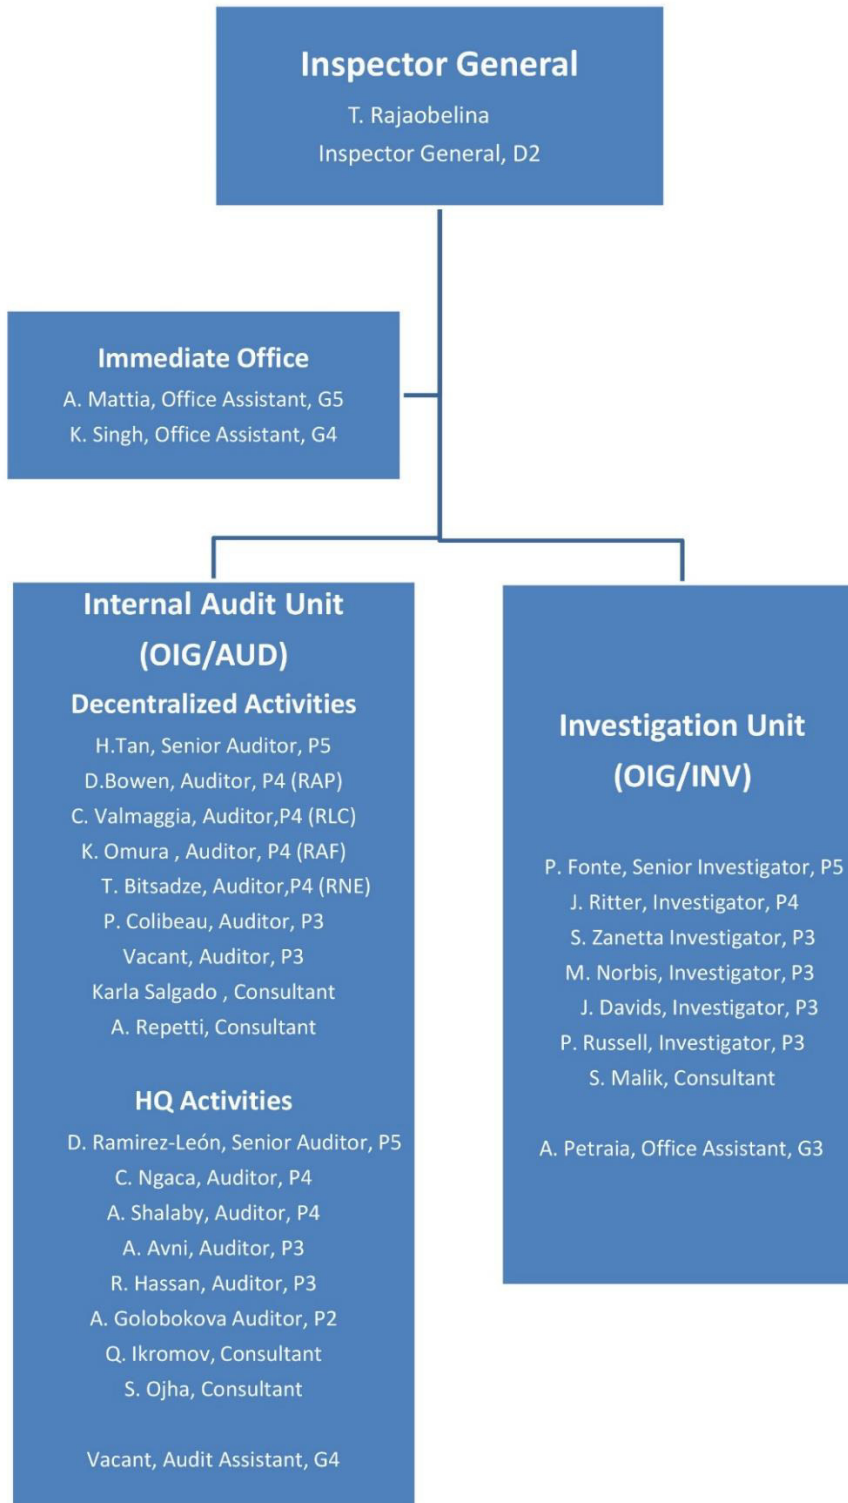 Inspector General
T. Rajaobelina
Inspector General, D2
Immediate Office
A. Mattia, Office Assistant, G5
K. Singh, Office Assistant, G4
Internal Audit Unit
(OIG/AUD)
Decentralized Activities
H.Tan, Senior Auditor, P5
D.Bowen, Auditor, P4 (RAP)
C. Valmaggia, Auditor,P4 (RLC)
K. Omura , Auditor, P4 (RAF)
T. Bitsadze, Auditor,P4 (RNE)
P. Colibeau, Auditor, P3
Vacant, Auditor, P3
Karla Salgado , Consultant
A. Repetti, Consultant
HQ Activities
D. Ramirez-León, Senior Auditor, P5
C. Ngaca, Auditor, P4
A. Shalaby, Auditor, P4
A. Avni, Auditor, P3
R. Hassan, Auditor, P3
A. Golobokova Auditor, P2
Q. Ikromov, Consultant
S. Ojha, Consultant
Vacant, Audit Assistant, G4
Investigation Unit
(OIG/INV)
P. Fonte, Senior Investigator, P5
J. Ritter, Investigator, P4
S. Zanetta Investigator, P3
M. Norbis, Investigator, P3
J. Davids, Investigator, P3
P. Russell, Investigator, P3
S. Malik, Consultant
A. Petraia, Office Assistant, G3